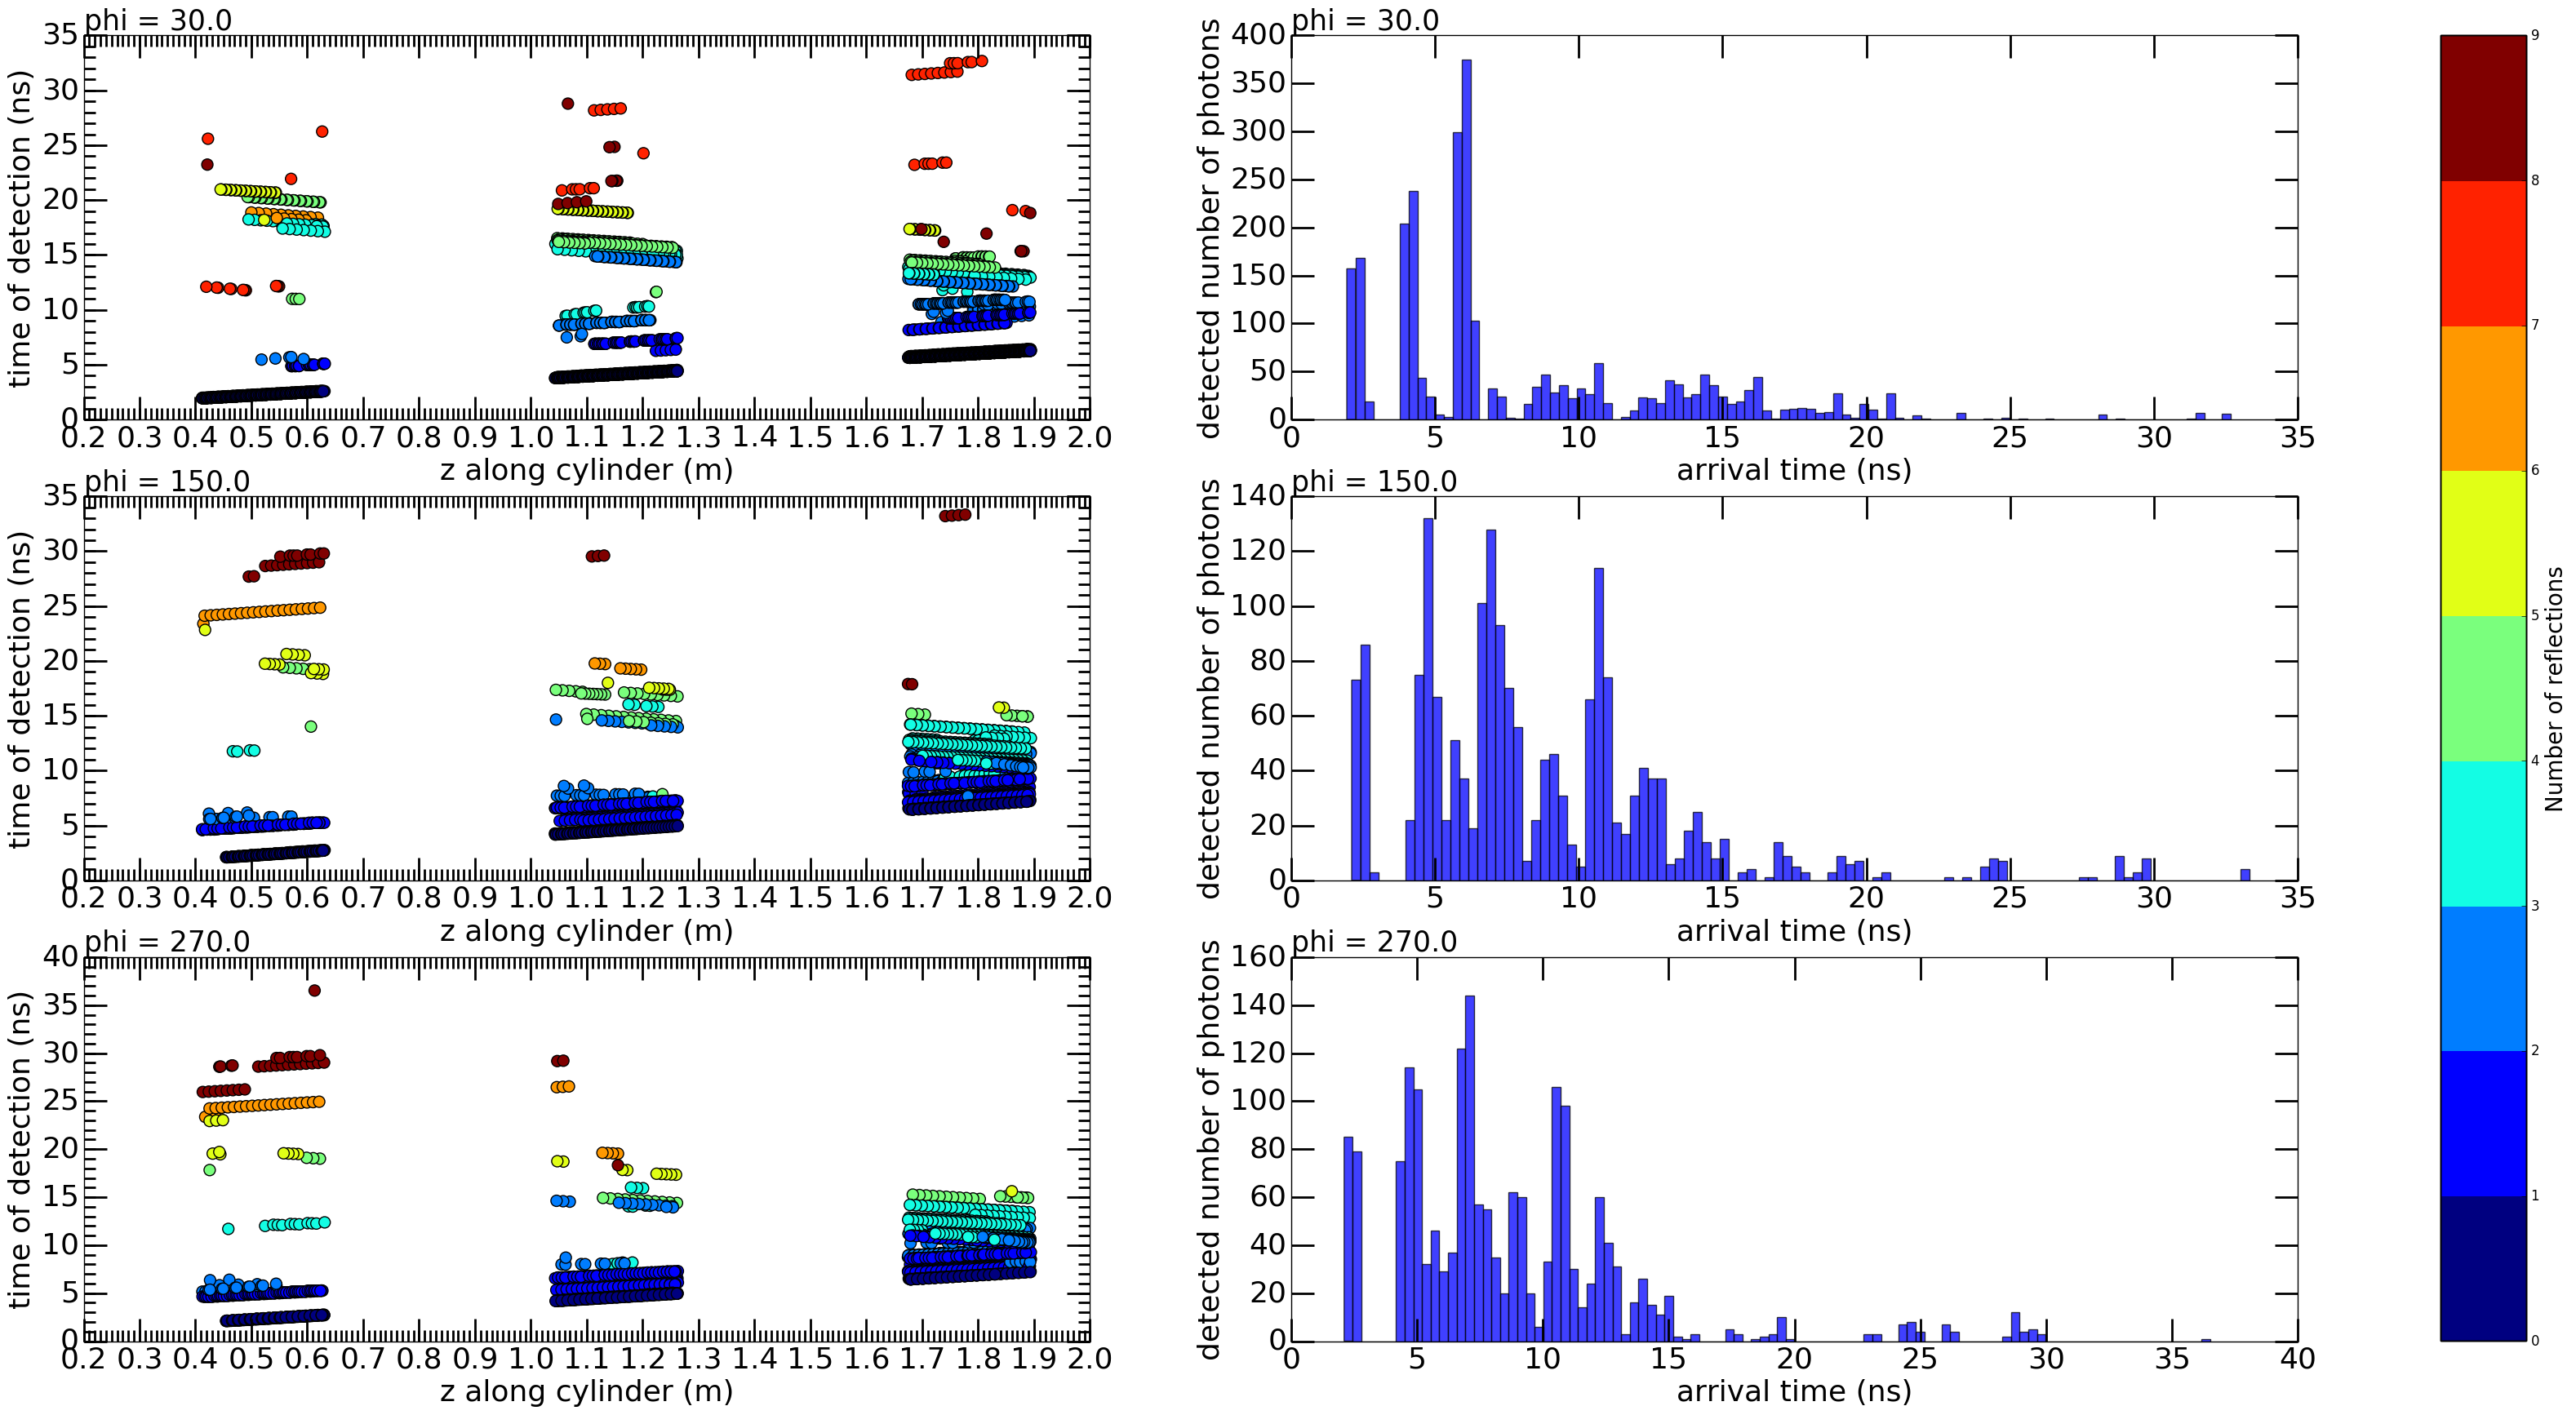 phi = 30.0
time of detection (ns)
35
30
25
20
15
10
5
0
0.2 0.3 0.4 0.5 0.6 0.7 0.8 0.9 1.0 1.1 1.2 1.3 1.4 1.5 1.6 1.7 1.8 1.9 2.0
z along cylinder (m)
phi = 30.0
detected number of photons
400
350
300
250
200
150
100
50
0
0 5 10 15 20 25 30 35
arrival time (ns)
phi = 150.0
time of detection (ns)
35
30
25
20
15
10
5
0
0.2 0.3 0.4 0.5 0.6 0.7 0.8 0.9 1.0 1.1 1.2 1.3 1.4 1.5 1.6 1.7 1.8 1.9 2.0
z along cylinder (m)
phi = 150.0
detected number of photons
140
120
100
80
60
40
20
0
0 5 10 15 20 25 30 35
arrival time (ns)
phi = 270.0
time of detection (ns)
40
35
30
25
20
15
10
5
0
0.2 0.3 0.4 0.5 0.6 0.7 0.8 0.9 1.0 1.1 1.2 1.3 1.4 1.5 1.6 1.7 1.8 1.9 2.0
z along cylinder (m)
phi = 270.0
detected number of photons
160
140
120
100
80
60
40
20
0
0 5 10 15 20 25 30 35 40
arrival time (ns)
9
8
7
6
5
4
3
2
1
0
Number of reflections